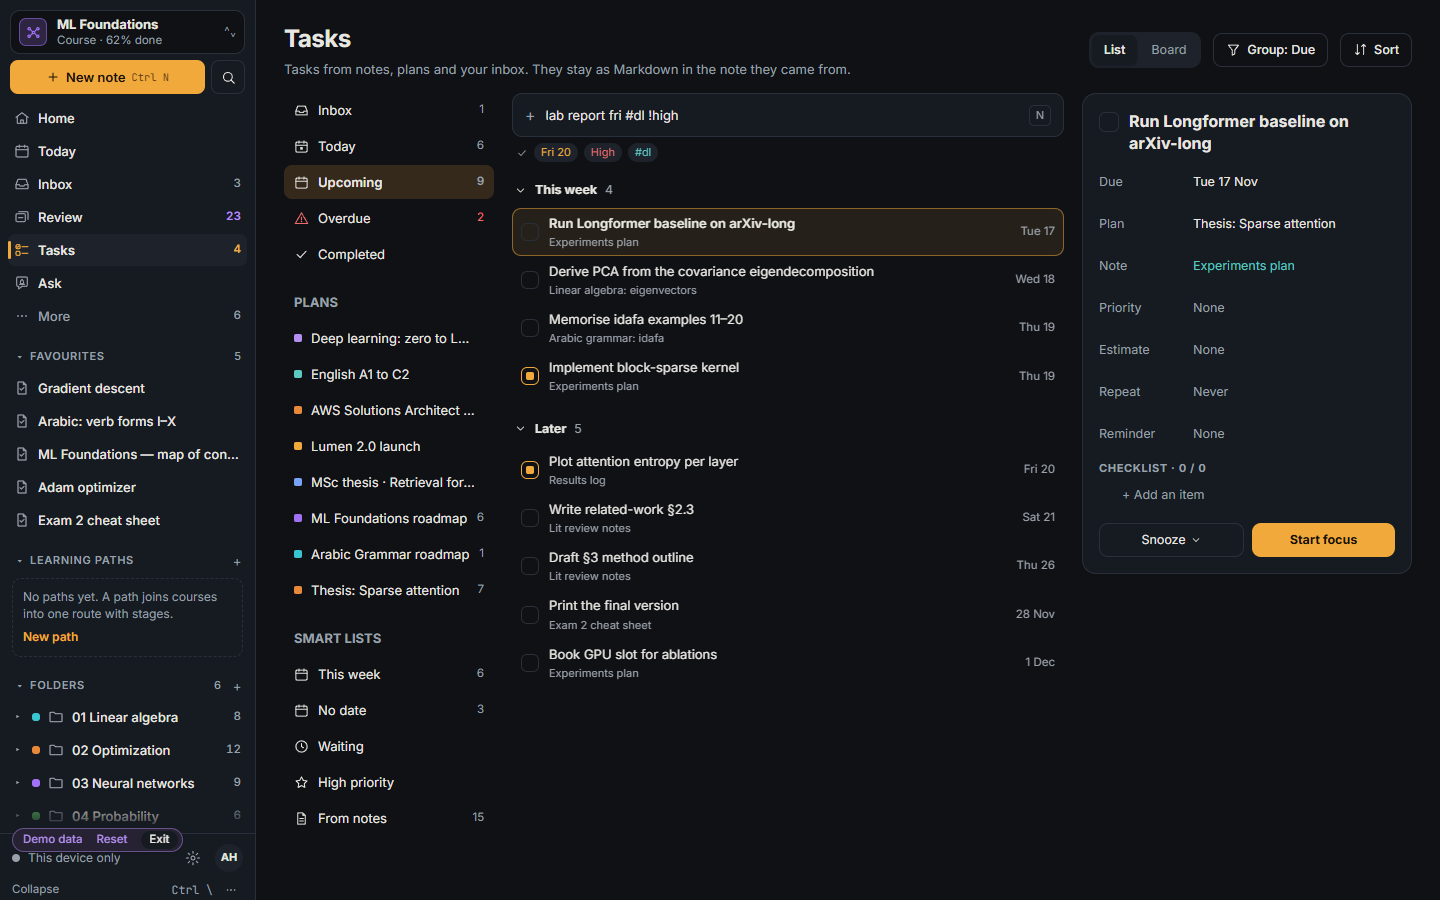 ML Foundations
Course · 62% done
+ New note Ctrl N
Home
Today
Inbox 3
Review 23
Tasks 4
Ask
More 6
FAVOURITES 5
Gradient descent
Arabic: verb forms I–X
ML Foundations — map of con...
Adam optimizer
Exam 2 cheat sheet
LEARNING PATHS +
No paths yet. A path joins courses
into one route with stages.
New path
FOLDERS 6 +
01 Linear algebra 8
02 Optimization 12
03 Neural networks 9
04 Probability 6
Demo data Reset Exit
This device only AH
Collapse Ctrl \ ...
Tasks
Tasks from notes, plans and your inbox. They stay as Markdown in the note they came from.
List Board Group: Due Sort
Inbox 1
Today 6
Upcoming 9
Overdue 2
Completed
PLANS
Deep learning: zero to L...
English A1 to C2
AWS Solutions Architect ...
Lumen 2.0 launch
MSc thesis · Retrieval for...
ML Foundations roadmap 6
Arabic Grammar roadmap 1
Thesis: Sparse attention 7
SMART LISTS
This week 6
No date 3
Waiting
High priority
From notes 15
+ lab report fri #dl !high N
Fri 20 High #dl
This week 4
Run Longformer baseline on arXiv-long Tue 17
Experiments plan
Derive PCA from the covariance eigendecomposition Wed 18
Linear algebra: eigenvectors
Memorise idafa examples 11–20 Thu 19
Arabic grammar: idafa
Implement block-sparse kernel Thu 19
Experiments plan
Later 5
Plot attention entropy per layer Fri 20
Results log
Write related-work §2.3 Sat 21
Lit review notes
Draft §3 method outline Thu 26
Lit review notes
Print the final version 28 Nov
Exam 2 cheat sheet
Book GPU slot for ablations 1 Dec
Experiments plan
Run Longformer baseline on
arXiv-long
Due Tue 17 Nov
Plan Thesis: Sparse attention
Note Experiments plan
Priority None
Estimate None
Repeat Never
Reminder None
CHECKLIST · 0 / 0
+ Add an item
Snooze Start focus